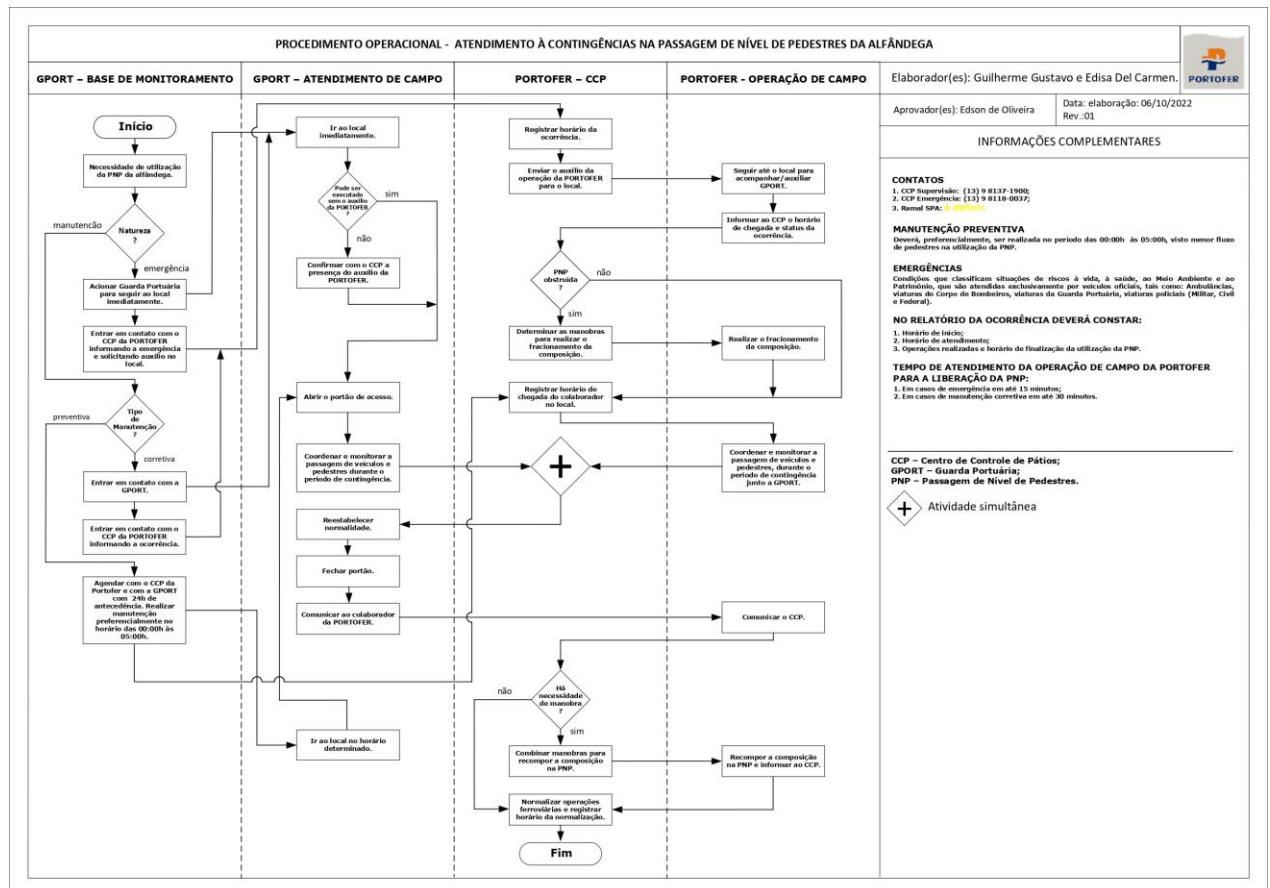 PROCEDIMENTO OPERACIONAL - ATENDIMENTO À CONTINGÊNCIAS NA PASSAGEM DE NÍVEL DE PEDESTRES DA ALFÂNDEGA
PORTOFER
GPORT – BASE DE MONITORAMENTO
GPORT – ATENDIMENTO DE CAMPO
PORTOFER – CCP
PORTOFER - OPERAÇÃO DE CAMPO
Elaborador(es): Guilherme Gustavo e Edisa Del Carmen.
Aprovador(es): Edson de Oliveira
Data: elaboração: 06/10/2022
Rev.:01
Início
Necessidade de utilização
da PNP da alfândega.
manutencão
Natureza
?
emergência
Acionar Guarda Portuária
para seguir ao local
imediatamente.
Entrar em contato com o
CCP da PORTOFER
informando a emergência
e solicitando auxílio no
local.
preventiva
Tipo
de
Manutenção
?
corretiva
Entrar em contato com a
GPORT.
Entrar em contato com o
CCP da PORTOFER
informando a ocorrência.
Agendar com o CCP da
Portofer e com a GPORT
com 24h de
antecedência. Realizar
manutenção
preferencialmente no
horário das 00:00h às
05:00h.
Ir ao local
imediatamente.
Pode ser
executado
sem o auxílio
da PORTOFER
?
sim
não
Confirmar com o CCP a
presença do auxílio da
PORTOFER.
Abrir o portão de acesso.
Coordenar e monitorar a
passagem de veículos e
pedestres durante o
período de contingência.
Reestabelecer
normalidade.
Fechar portão.
Comunicar ao colaborador
da PORTOFER.
Ir ao local no horário
determinado.
Registrar horário da
ocorrência.
Enviar o auxílio da
operação da PORTOFER
para o local.
PNP
obstruída
?
não
sim
Determinar as manobras
para realizar o
fracionamento da
composição.
Registrar horário de
chegada do colaborador
no local.
+
não
Há
necessidade
de manobra
?
sim
Combinar manobras para
recompor a composição
na PNP.
Normalizar operações
ferroviárias e registrar
horário da normalização.
Fim
Seguir até o local para
acompanhar/auxiliar
GPORT.
Informar ao CCP o horário
de chegada e status da
ocorrência.
Realizar o fracionamento
da composição.
Coordenar e monitorar a
passagem de veículos e
pedestres, durante o
período de contingência
junto a GPORT.
Comunicar o CCP.
Recompor a composição
na PNP e informar ao CCP.
INFORMAÇÕES COMPLEMENTARES
CONTATOS
1. CCP Supervisão: (13) 9 8137-1900;
2. CCP Emergência: (13) 9 8118-0037;
3. Ramal SPA: a definir.
MANUTENÇÃO PREVENTIVA
Deverá, preferencialmente, ser realizada no período das 00:00h às 05:00h, visto menor fluxo
de pedestres na utilização da PNP.
EMERGÊNCIAS
Condições que classificam situações de riscos à vida, à saúde, ao Meio Ambiente e ao
Patrimônio, que são atendidas exclusivamente por veículos oficiais, tais como: Ambulâncias,
viaturas do Corpo de Bombeiros, viaturas da Guarda Portuária, viaturas policiais (Militar, Civil
e Federal).
NO RELATÓRIO DA OCORRÊNCIA DEVERÁ CONSTAR:
1. Horário de início;
2. Horário de atendimento;
3. Operações realizadas e horário de finalização da utilização da PNP.
TEMPO DE ATENDIMENTO DA OPERAÇÃO DE CAMPO DA PORTOFER
PARA A LIBERAÇÃO DA PNP:
1. Em casos de emergência em até 15 minutos;
2. Em casos de manutenção corretiva em até 30 minutos.
CCP – Centro de Controle de Pátios;
GPORT – Guarda Portuária;
PNP – Passagem de Nível de Pedestres.
+ Atividade simultânea